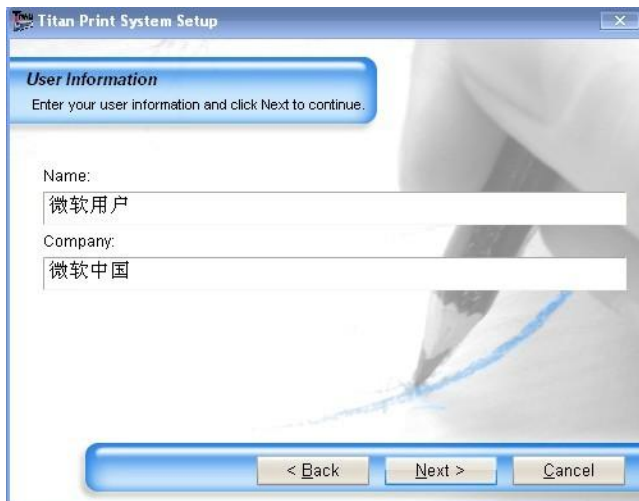 Titan Print System Setup
User Information
Enter your user information and click Next to continue.
Name:
微软用户
Company:
微软中国
< Back
Next >
Cancel